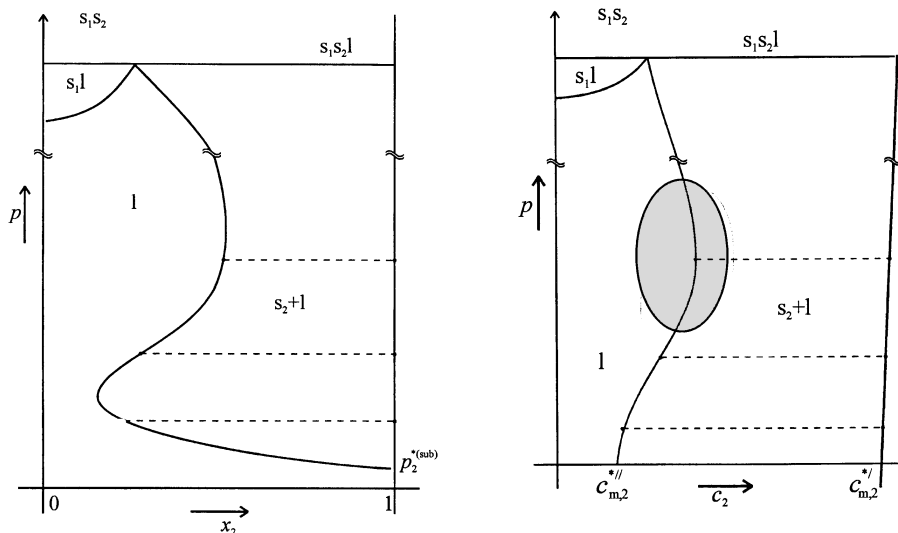 s₁s₂
s₁s₂l
s₁l
l
p
s₂+l
p₂*(sub)
0
1
x₂
s₁s₂
s₁s₂l
s₁l
p
s₂+l
l
c*//m,2
c₂
c*/m,2